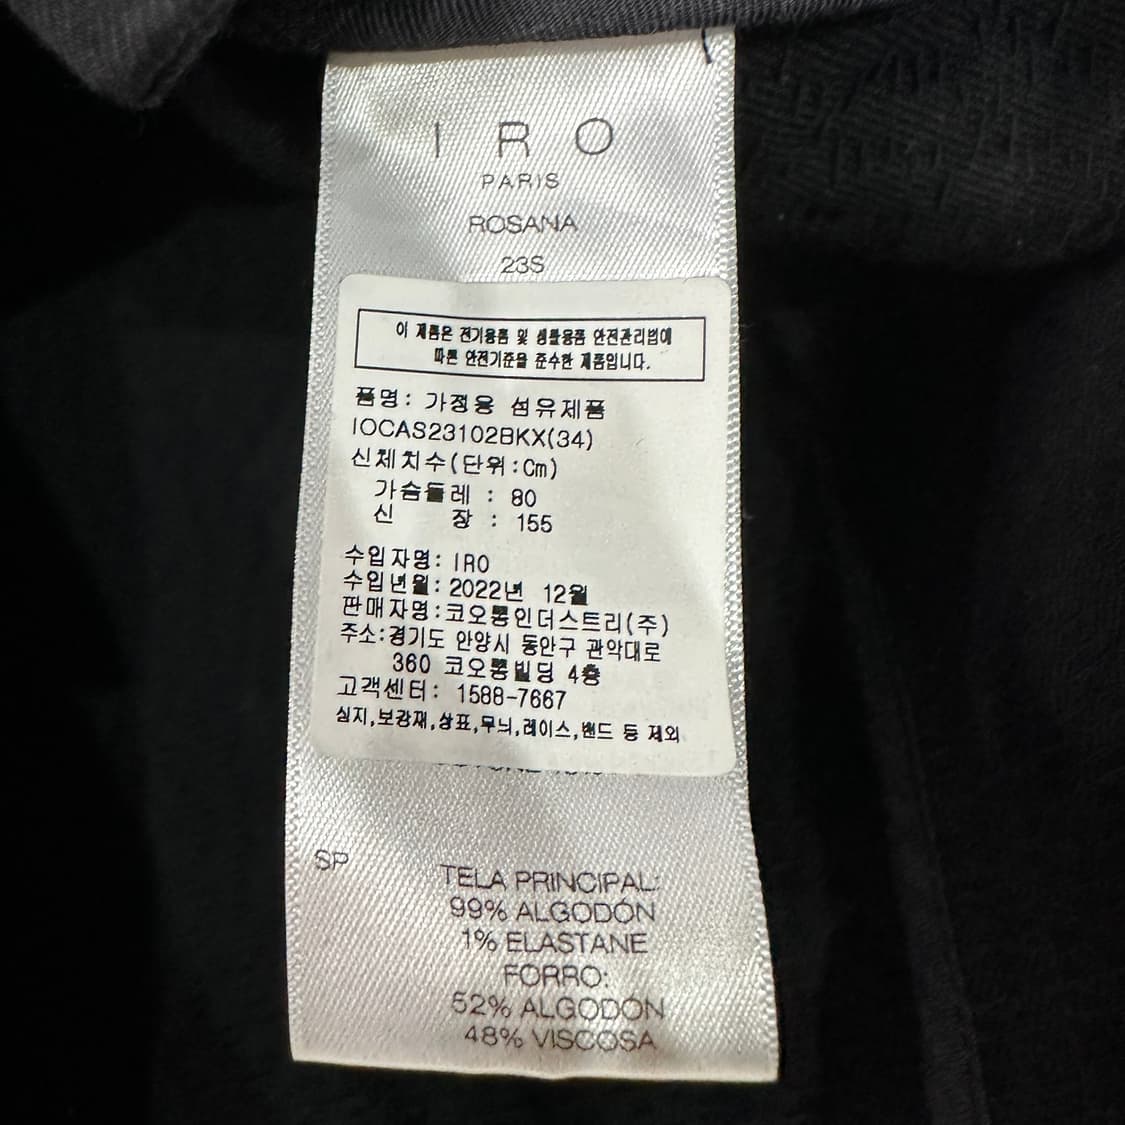 IRO
PARIS
ROSANA
23S
이 제품은 전기용품 및 생활용품 안전관리법에
따른 안전기준을 준수한 제품입니다.
품명: 가정용 섬유제품
IOCAS23102BKX(34)
신체치수(단위:Cm)
가슴둘레 : 80
신 장 : 155
수입자명: IRO
수입년월: 2022년 12월
판매자명:코오롱인더스트리(주)
주소:경기도 안양시 동안구 관악대로
360 코오롱빌딩 4층
고객센터: 1588-7667
심지,보강재,상표,무늬,레이스,밴드 등 제외
SP
TELA PRINCIPAL:
99% ALGODÓN
1% ELASTANE
FORRO:
52% ALGODÓN
48% VISCOSA